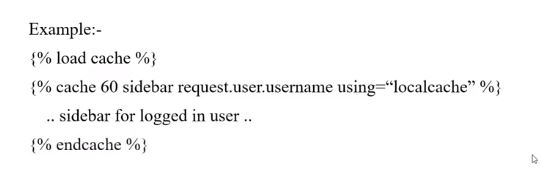 Example:-
{% load cache %}
{% cache 60 sidebar request.user.username using=“localcache” %}
.. sidebar for logged in user ..
{% endcache %}